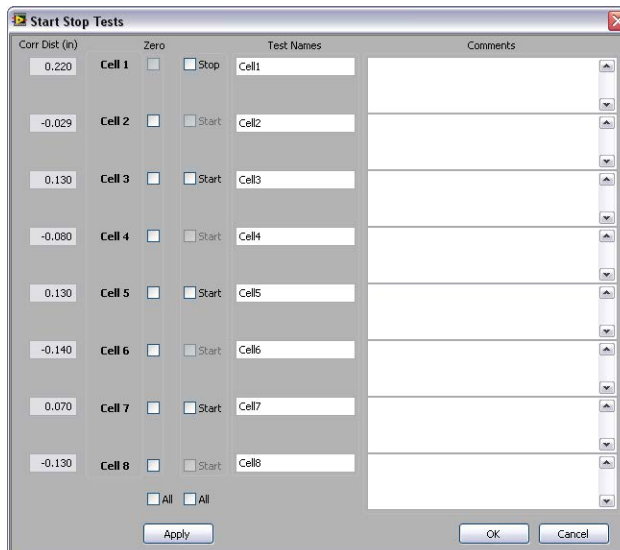 Start Stop Tests
Corr Dist (in) Zero Test Names Comments
0.220 Cell 1 Stop Cell1
-0.029 Cell 2 Start Cell2
0.130 Cell 3 Start Cell3
-0.080 Cell 4 Start Cell4
0.130 Cell 5 Start Cell5
-0.140 Cell 6 Start Cell6
0.070 Cell 7 Start Cell7
-0.130 Cell 8 Start Cell8
All All
Apply OK Cancel